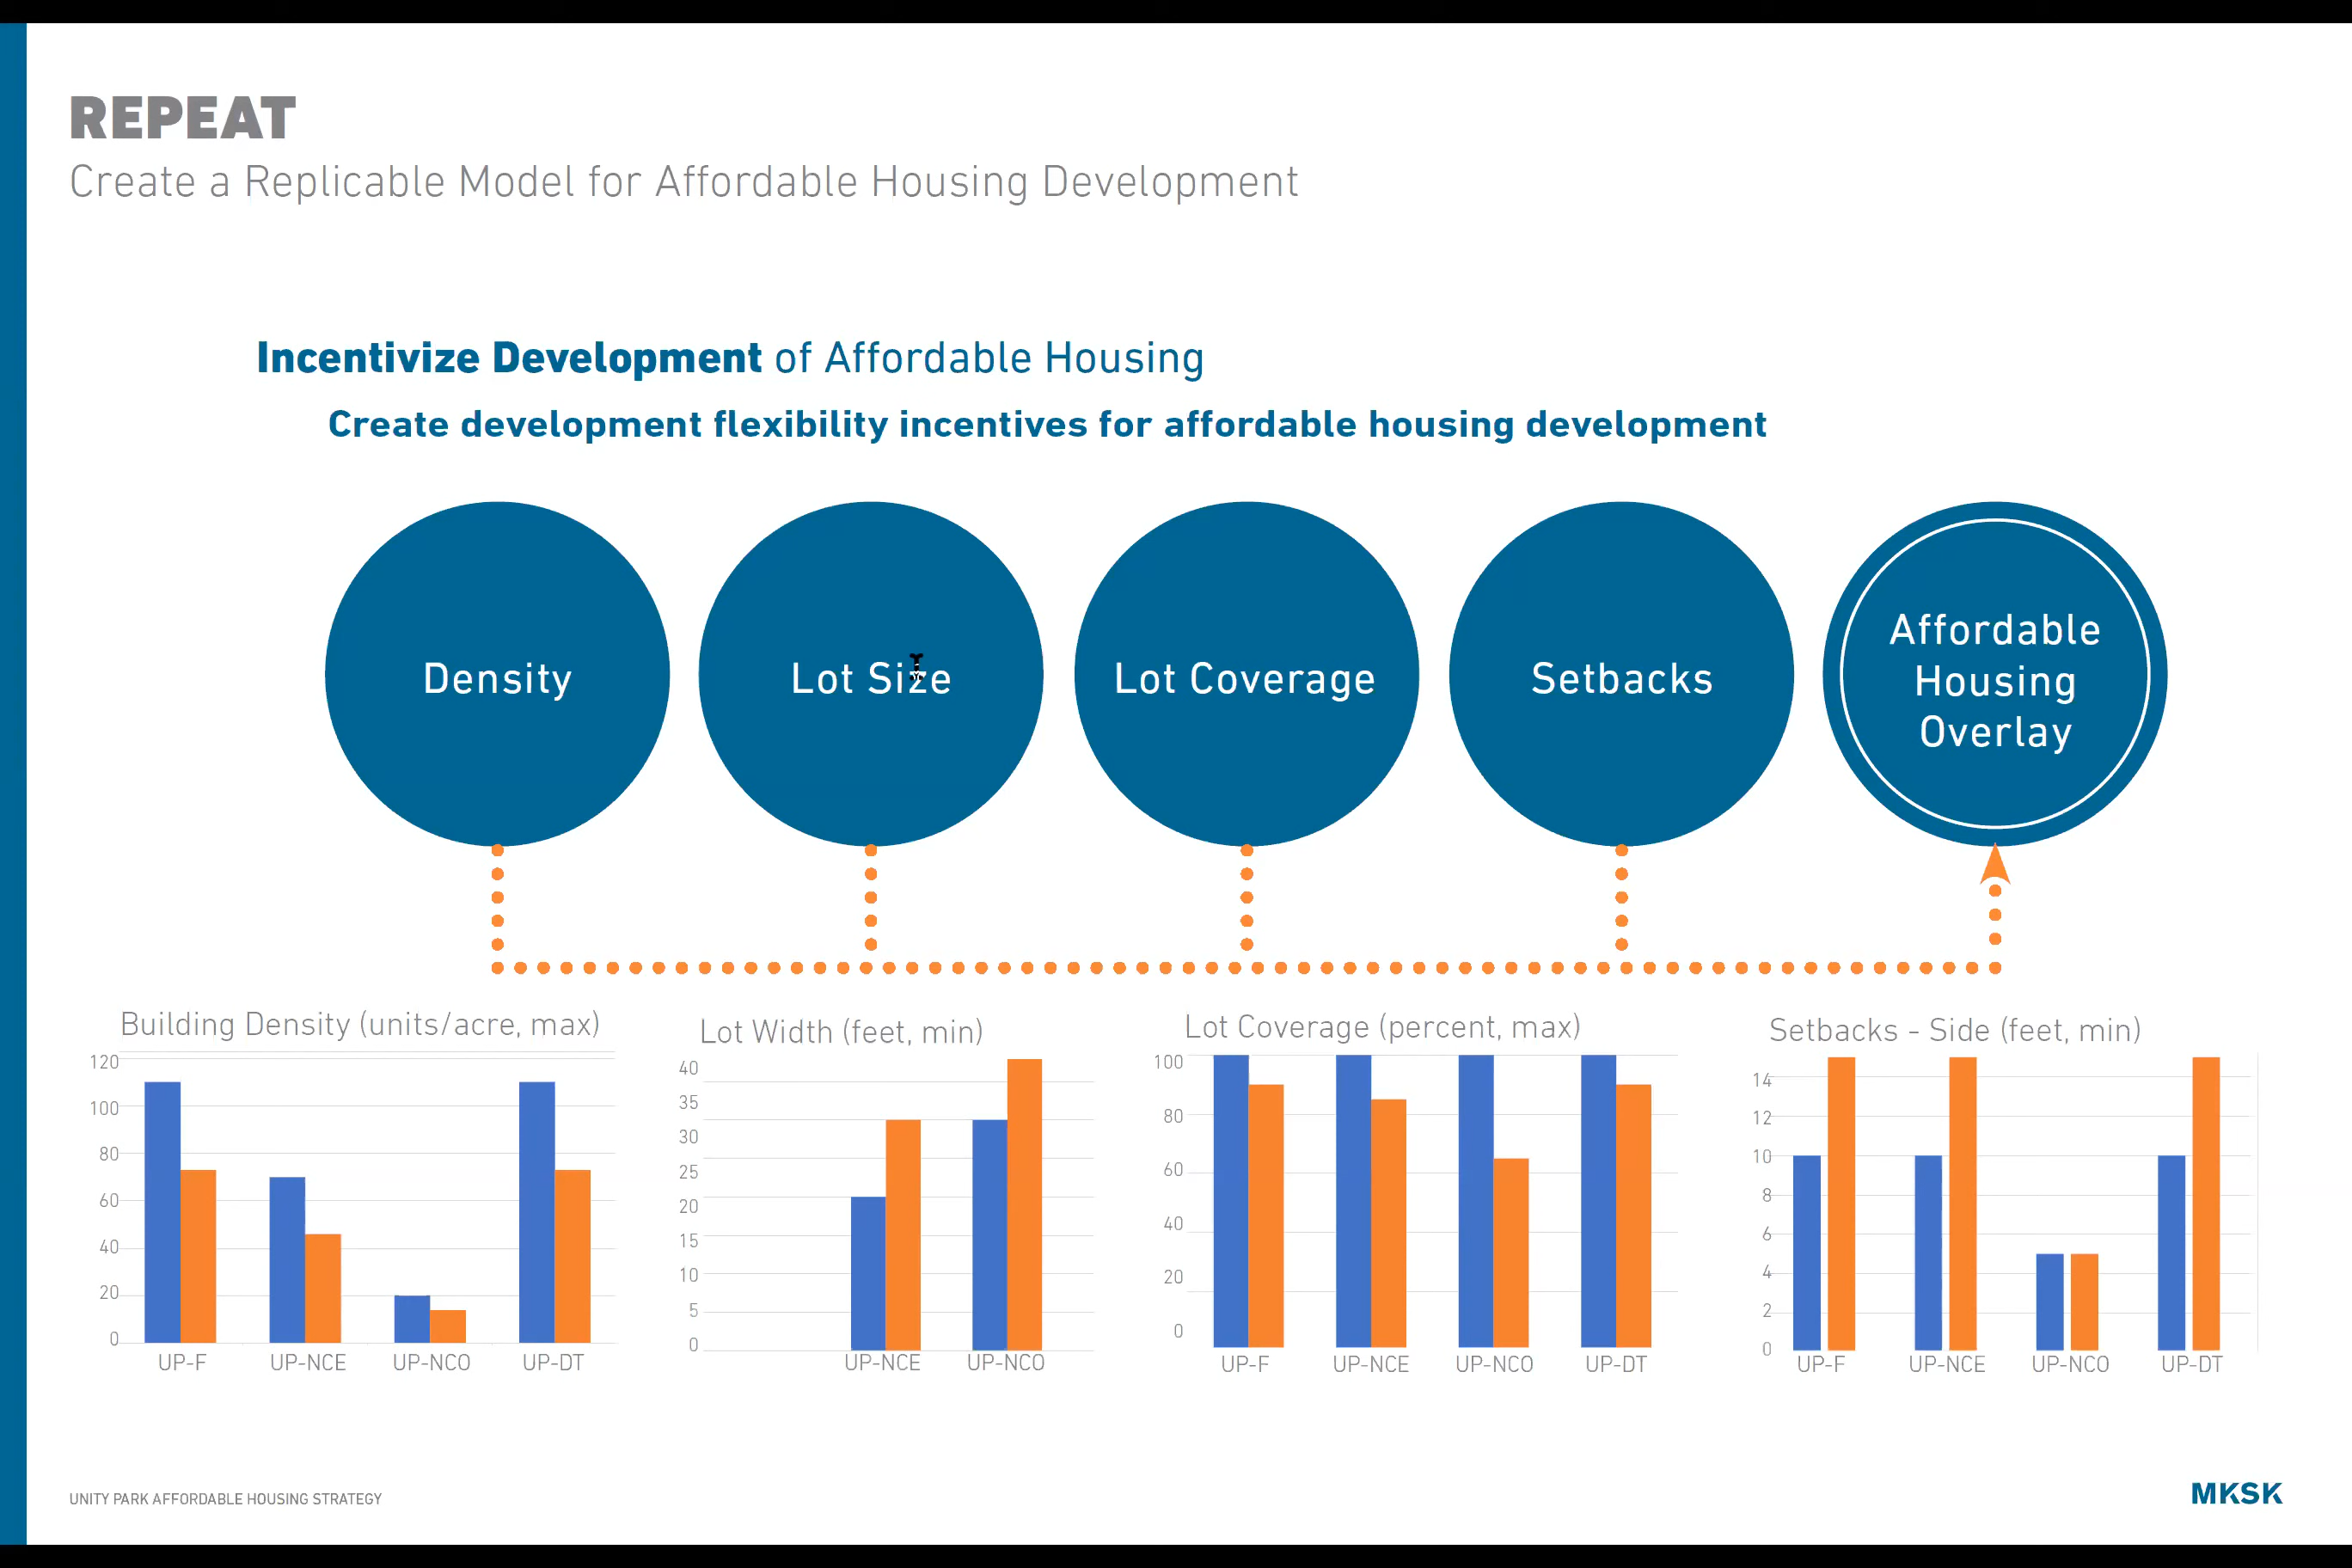 REPEAT
Create a Replicable Model for Affordable Housing Development
Incentivize Development of Affordable Housing
Create development flexibility incentives for affordable housing development
Density
Lot Size
Lot Coverage
Setbacks
Affordable
Housing
Overlay
Building Density (units/acre, max)
120
100
80
60
40
20
0
UP-F UP-NCE UP-NCO UP-DT
Lot Width (feet, min)
40
35
30
25
20
15
10
5
0
UP-NCE UP-NCO
Lot Coverage (percent, max)
100
80
60
40
20
0
UP-F UP-NCE UP-NCO UP-DT
Setbacks - Side (feet, min)
14
12
10
8
6
4
2
0
UP-F UP-NCE UP-NCO UP-DT
UNITY PARK AFFORDABLE HOUSING STRATEGY
MKSK